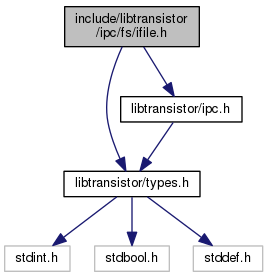 include/libtransistor
/ipc/fs/ifile.h
libtransistor/ipc.h
libtransistor/types.h
stdint.h
stdbool.h
stddef.h